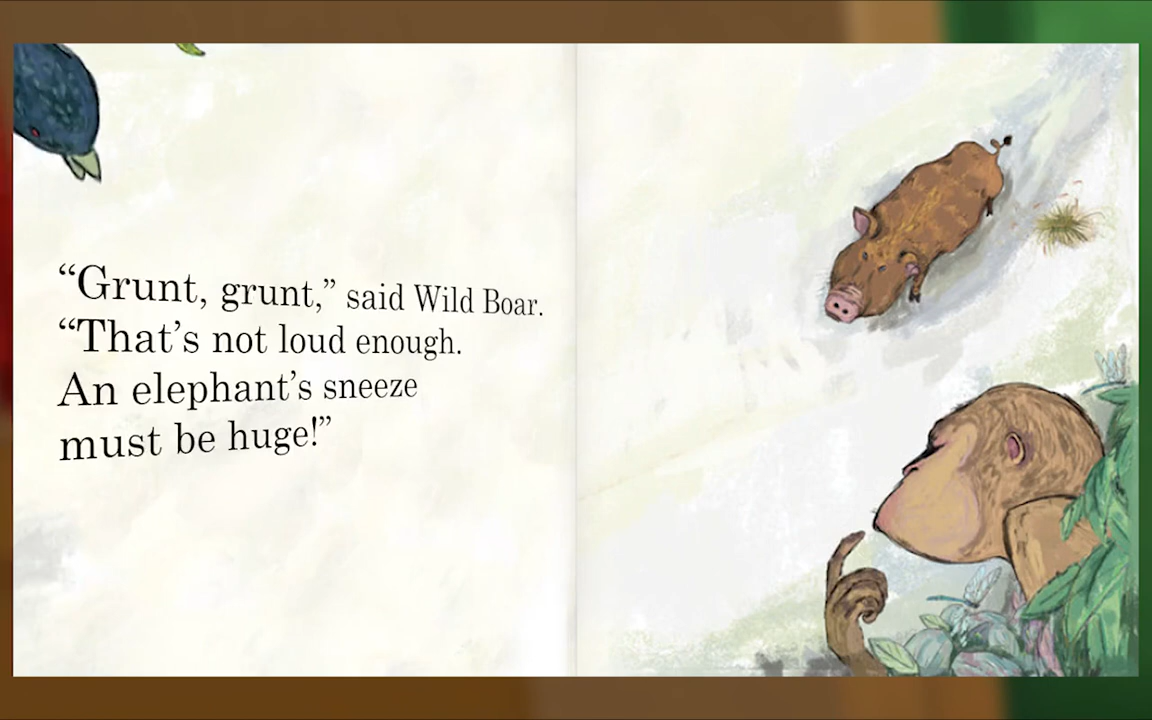 “Grunt, grunt,” said Wild Boar.
“That’s not loud enough.
An elephant’s sneeze
must be huge!”